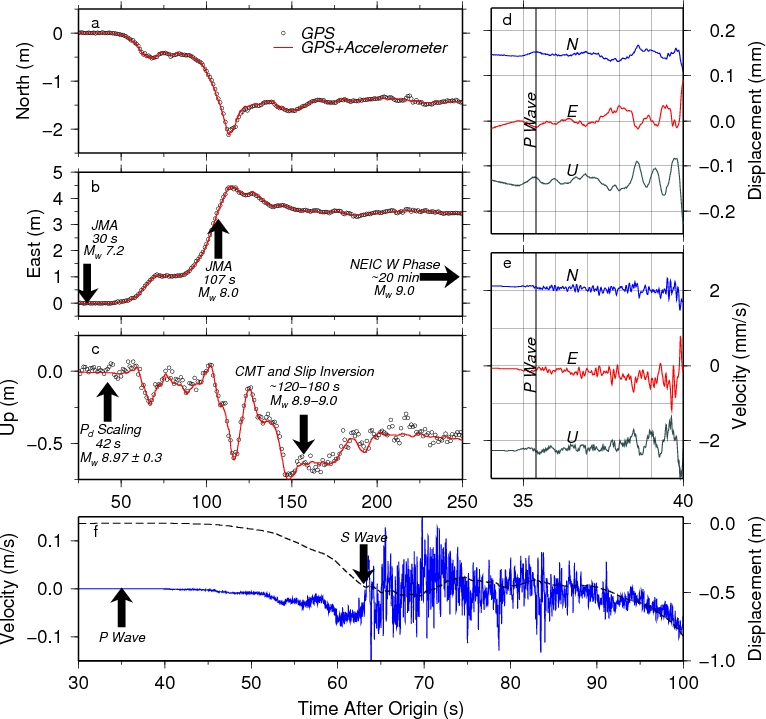 a
GPS
GPS+Accelerometer
North (m)
0
−1
−2
b
East (m)
5
4
3
2
1
0
JMA
30 s
Mw 7.2
JMA
107 s
Mw 8.0
NEIC W Phase
~20 min
Mw 9.0
c
Up (m)
0.0
−0.5
CMT and Slip Inversion
~120–180 s
Mw 8.9–9.0
Pd Scaling
42 s
Mw 8.97 ± 0.3
50 100 150 200 250
d
N
E
U
P Wave
0.2
0.1
0.0
−0.1
−0.2
Displacement (mm)
e
N
E
U
P Wave
2
0
−2
Velocity (mm/s)
35 40
f
Velocity (m/s)
0.1
0.0
−0.1
P Wave
S Wave
0.0
−0.5
−1.0
Displacement (m)
30 40 50 60 70 80 90 100
Time After Origin (s)